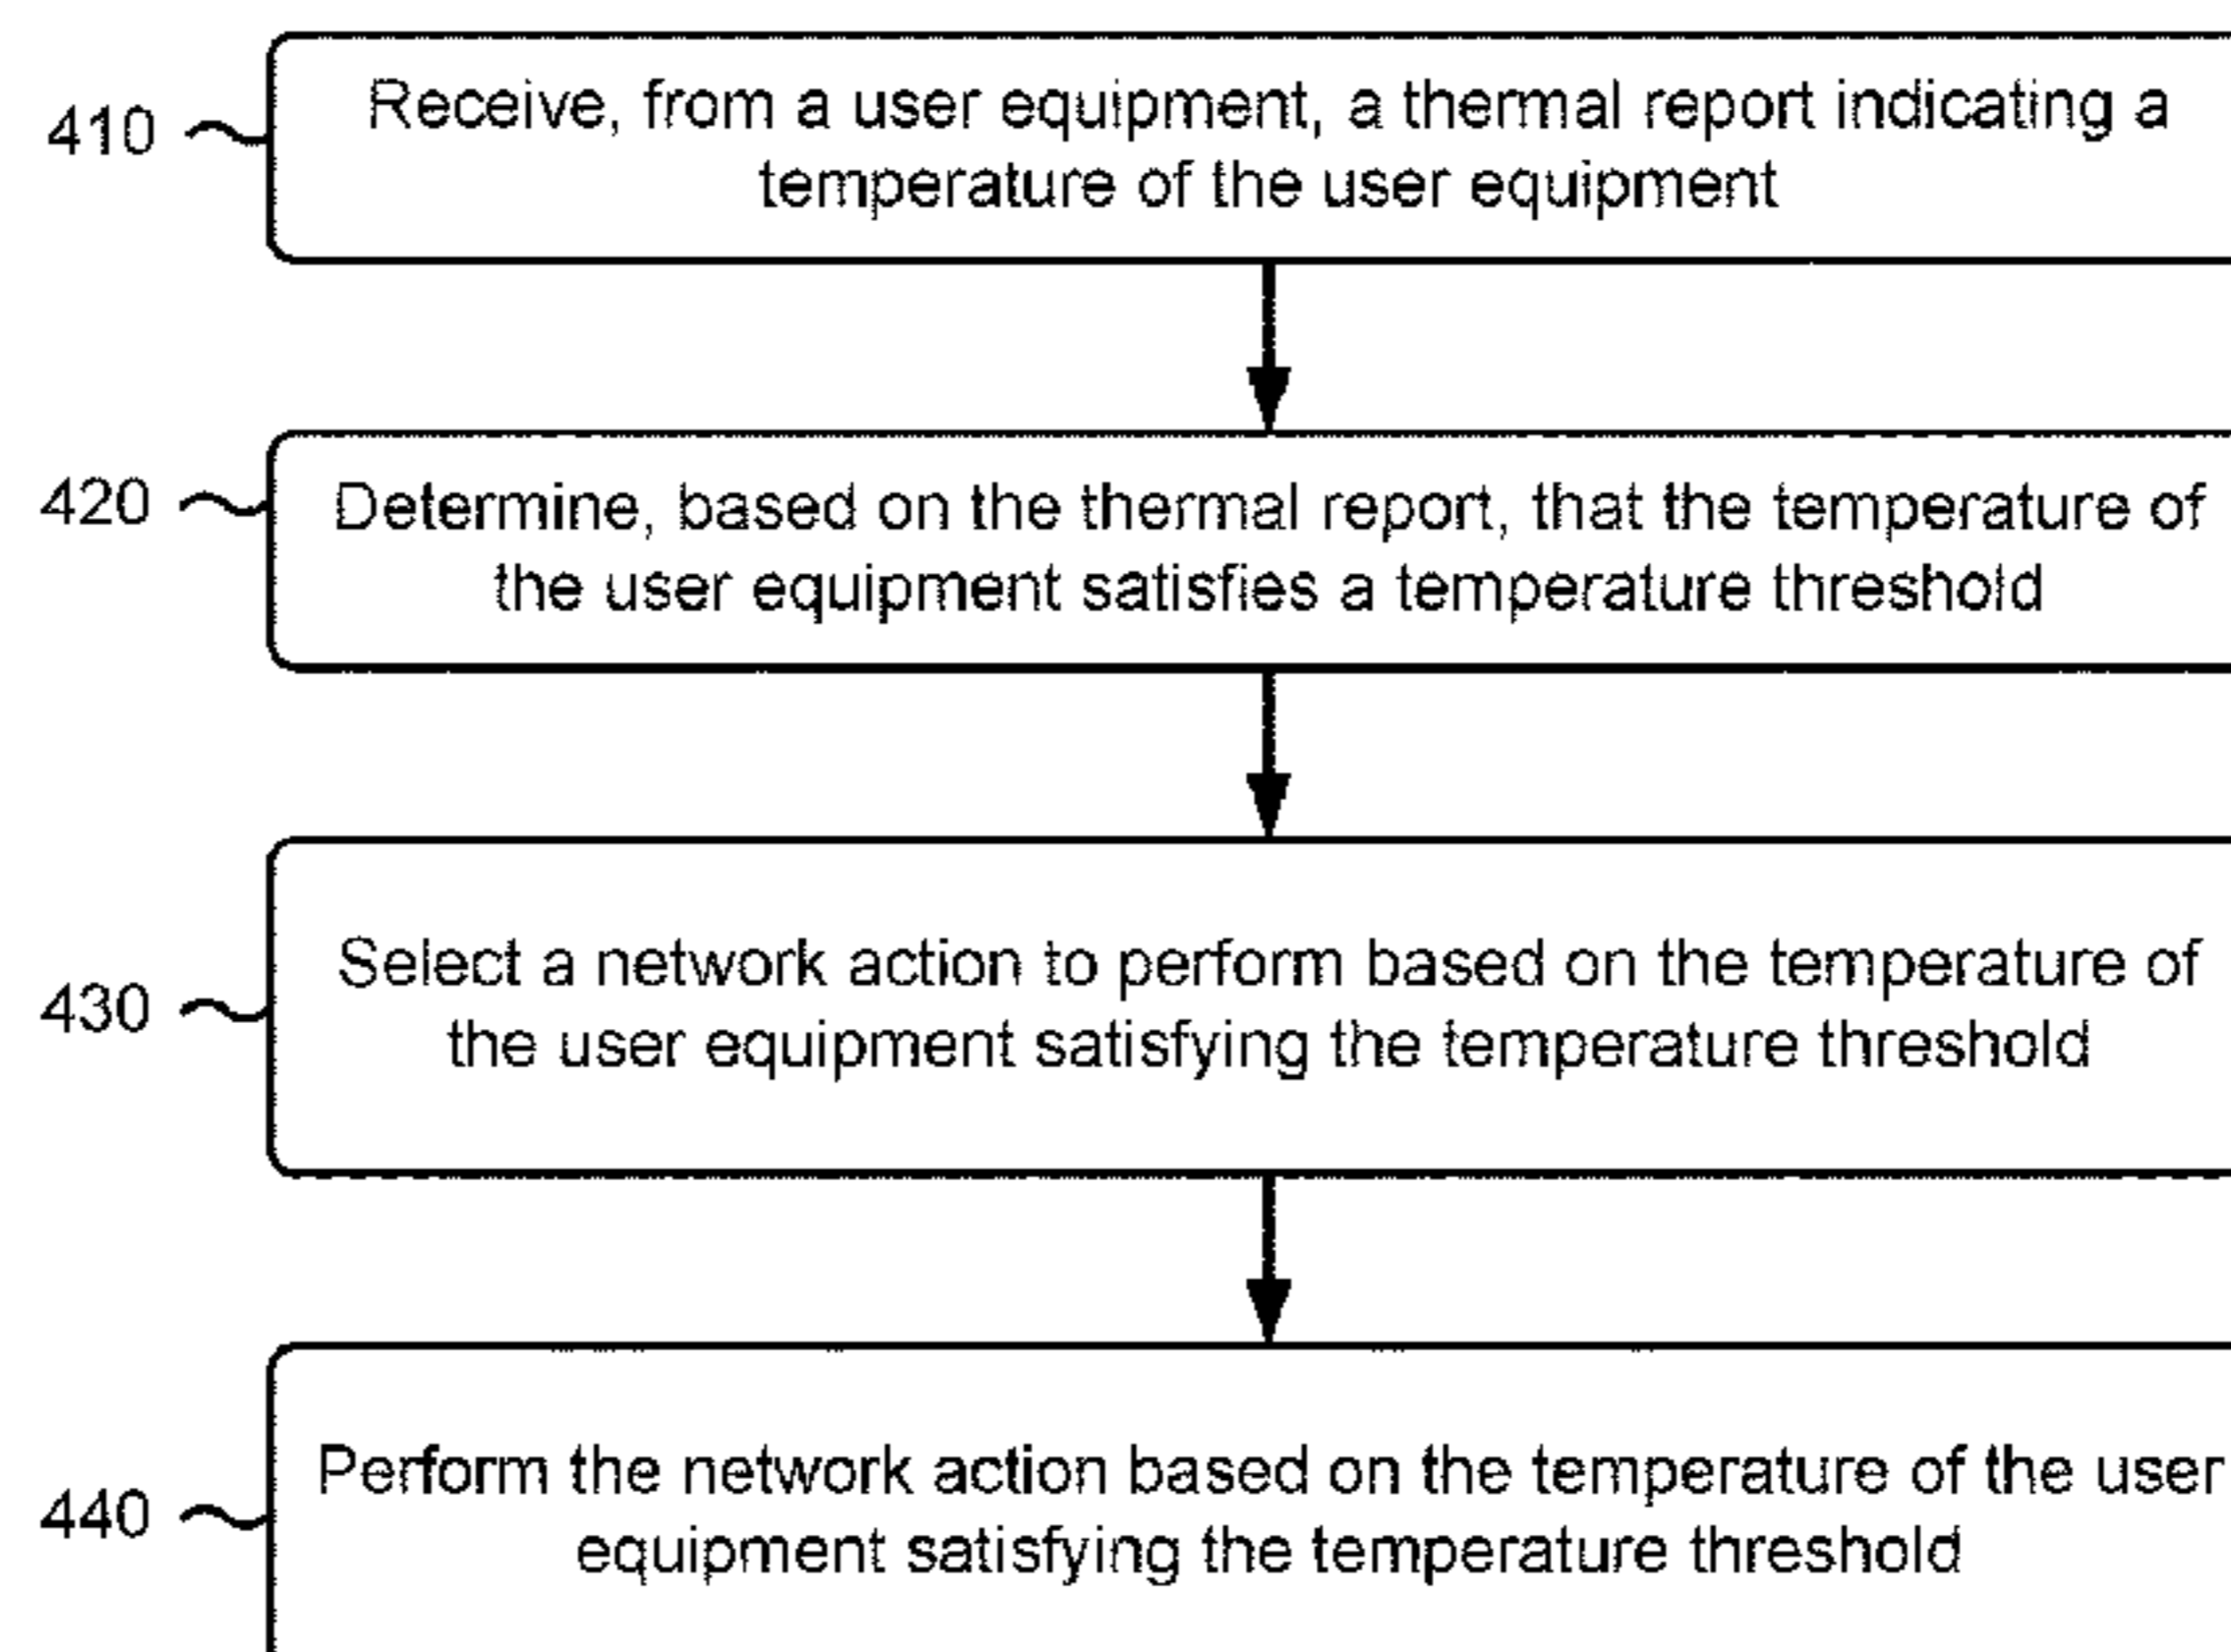 410
Receive, from a user equipment, a thermal report indicating a
temperature of the user equipment
420
Determine, based on the thermal report, that the temperature of
the user equipment satisfies a temperature threshold
430
Select a network action to perform based on the temperature of
the user equipment satisfying the temperature threshold
440
Perform the network action based on the temperature of the user
equipment satisfying the temperature threshold